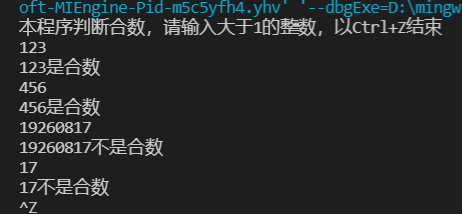 oft-MIEngine-Pid-m5c5yfh4.yhv' '--dbgExe=D:\mingw
本程序判断合数，请输入大于1的整数，以Ctrl+Z结束
123
123是合数
456
456是合数
19260817
19260817不是合数
17
17不是合数
^Z